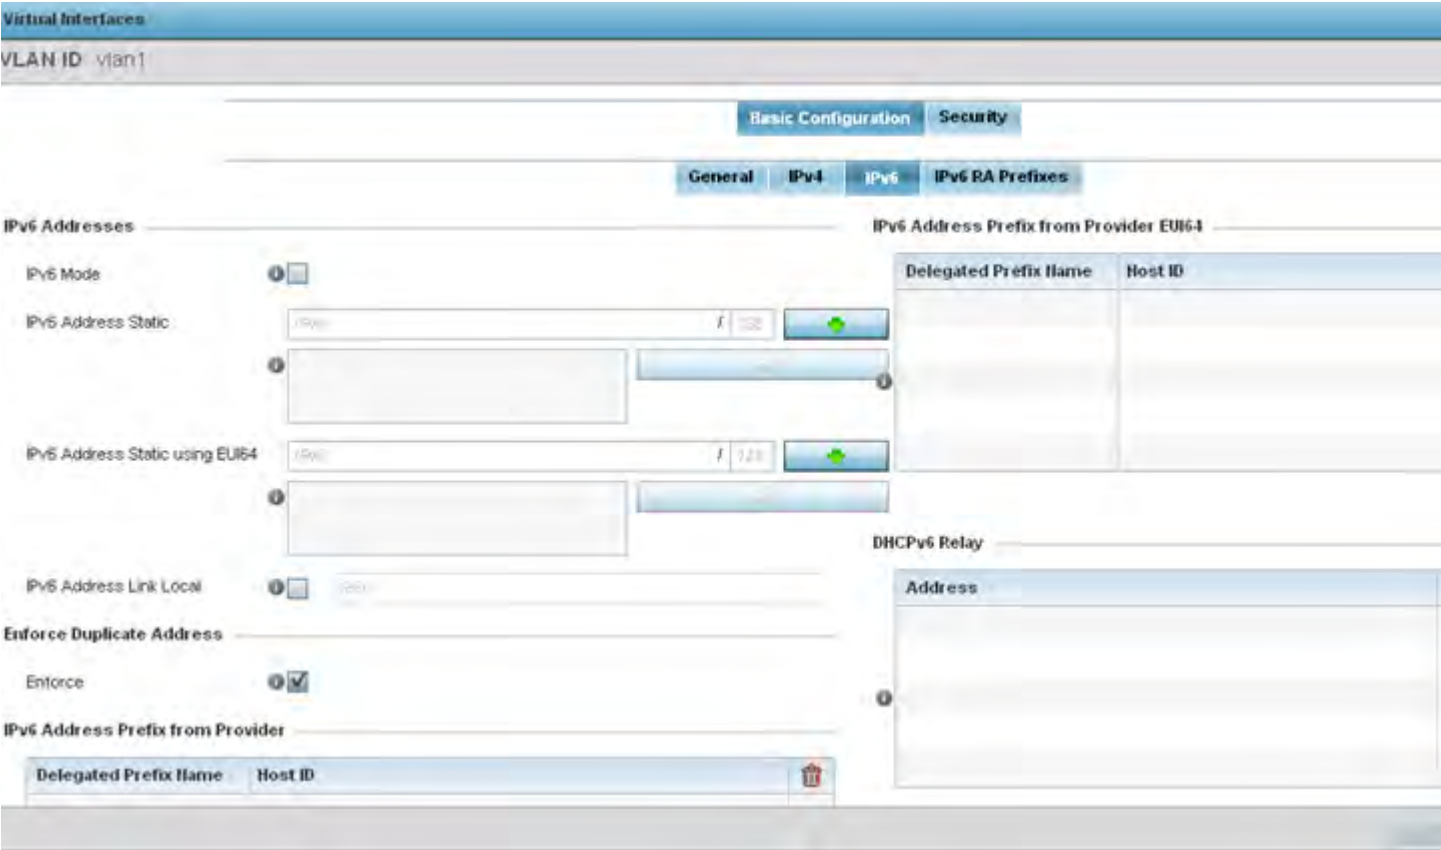 Virtual Interfaces
VLAN ID vlan1
Basic Configuration Security
General IPv4 IPv6 IPv6 RA Prefixes
IPv6 Addresses
IPv6 Mode
IPv6 Address Static
/
IPv6 Address Static using EUI64
/
IPv6 Address Link Local
Enforce Duplicate Address
Enforce
IPv6 Address Prefix from Provider
Delegated Prefix Name Host ID
IPv6 Address Prefix from Provider EUI64
Delegated Prefix Name Host ID
DHCPv6 Relay
Address